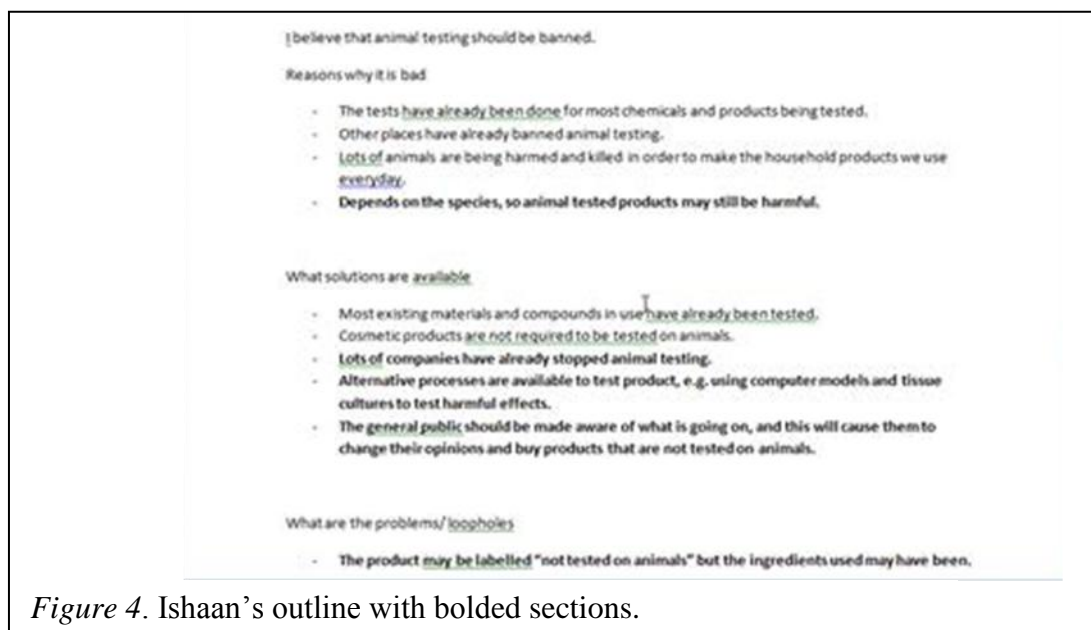 I believe that animal testing should be banned.
Reasons why it is bad
- The tests have already been done for most chemicals and products being tested.
- Other places have already banned animal testing.
- Lots of animals are being harmed and killed in order to make the household products we use
everyday.
- Depends on the species, so animal tested products may still be harmful.
What solutions are available
- Most existing materials and compounds in use have already been tested.
- Cosmetic products are not required to be tested on animals.
- Lots of companies have already stopped animal testing.
- Alternative processes are available to test product, e.g. using computer models and tissue
cultures to test harmful effects.
- The general public should be made aware of what is going on, and this will cause them to
change their opinions and buy products that are not tested on animals.
What are the problems/ loopholes
- The product may be labelled "not tested on animals" but the ingredients used may have been.
Figure 4. Ishaan's outline with bolded sections.